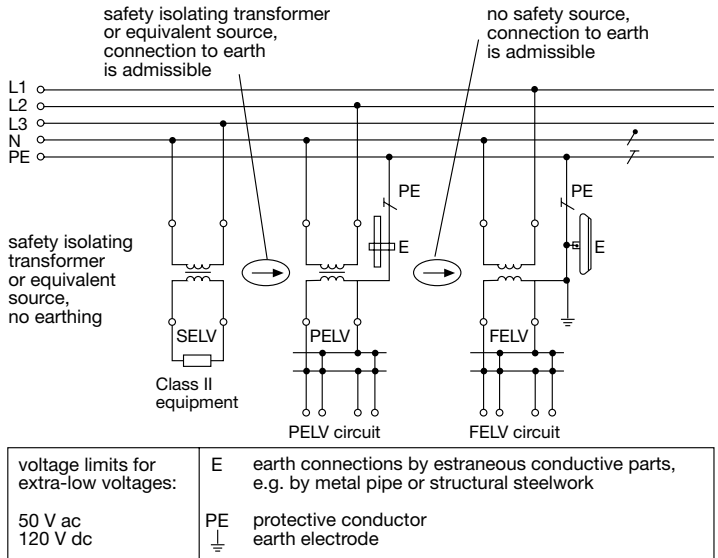 safety isolating transformer
or equivalent source,
connection to earth
is admissible
no safety source,
connection to earth
is admissible
L1
L2
L3
N
PE
PE
PE
E
E
E
safety isolating
transformer
or equivalent
source,
no earthing
SELV
PELV
FELV
Class II
equipment
PELV circuit
FELV circuit
voltage limits for
extra-low voltages:
50 V ac
120 V dc
E earth connections by estraneous conductive parts,
e.g. by metal pipe or structural steelwork
PE protective conductor
earth electrode